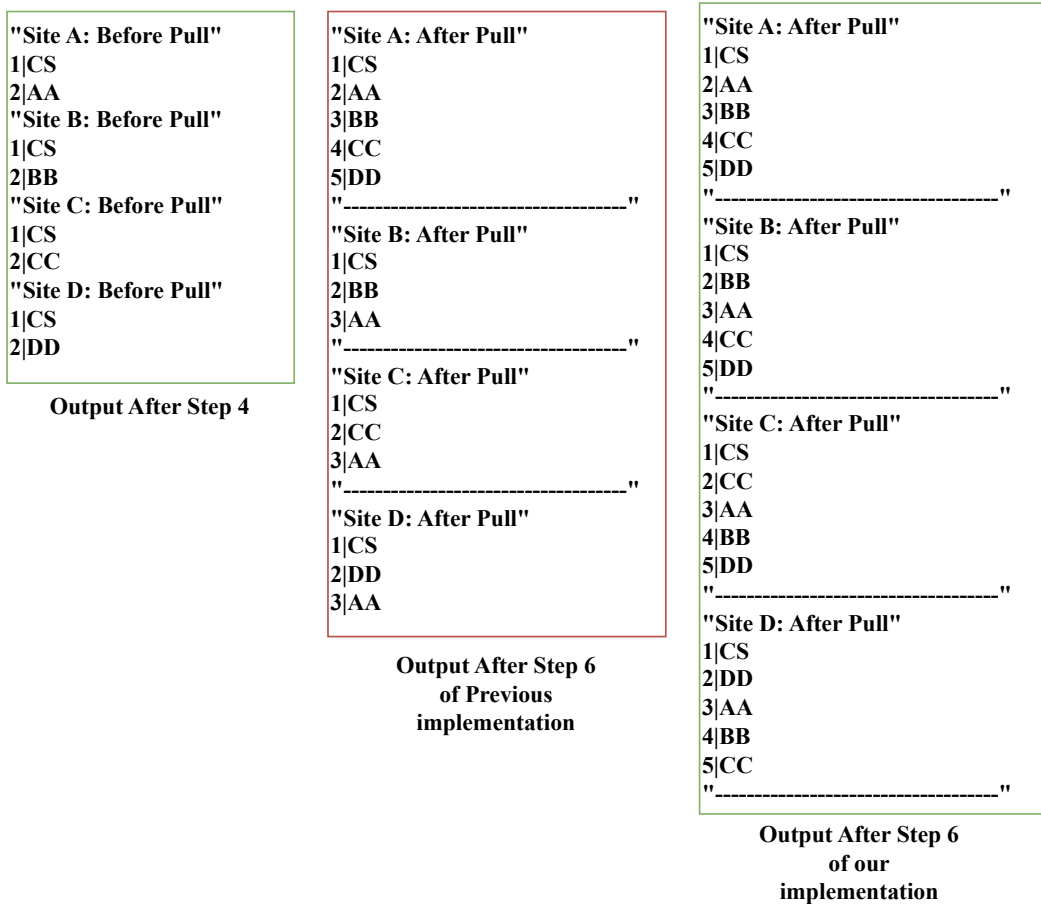 "Site A: Before Pull"
1|CS
2|AA
"Site B: Before Pull"
1|CS
2|BB
"Site C: Before Pull"
1|CS
2|CC
"Site D: Before Pull"
1|CS
2|DD
Output After Step 4
"Site A: After Pull"
1|CS
2|AA
3|BB
4|CC
5|DD
"------------------------------------"
"Site B: After Pull"
1|CS
2|BB
3|AA
"------------------------------------"
"Site C: After Pull"
1|CS
2|CC
3|AA
"------------------------------------"
"Site D: After Pull"
1|CS
2|DD
3|AA
Output After Step 6
of Previous
implementation
"Site A: After Pull"
1|CS
2|AA
3|BB
4|CC
5|DD
"------------------------------------"
"Site B: After Pull"
1|CS
2|BB
3|AA
4|CC
5|DD
"------------------------------------"
"Site C: After Pull"
1|CS
2|CC
3|AA
4|BB
5|DD
"------------------------------------"
"Site D: After Pull"
1|CS
2|DD
3|AA
4|BB
5|CC
"------------------------------------"
Output After Step 6
of our
implementation